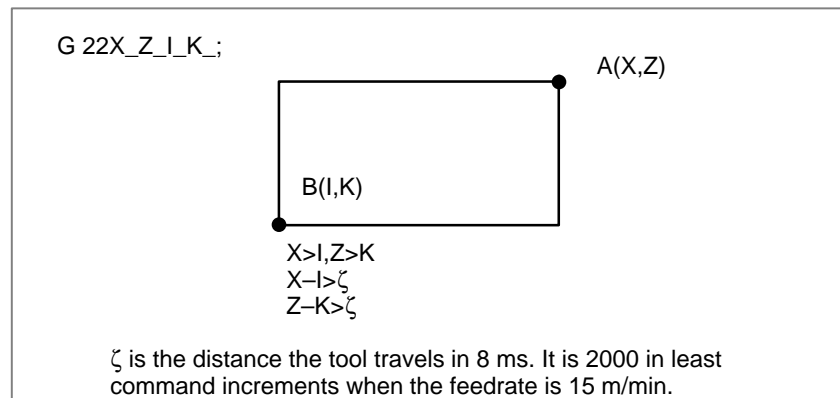 G 22X_Z_I_K_;
A(X,Z)
B(I,K)
X>I,Z>K
X–I>ζ
Z–K>ζ
ζ is the distance the tool travels in 8 ms. It is 2000 in least
command increments when the feedrate is 15 m/min.